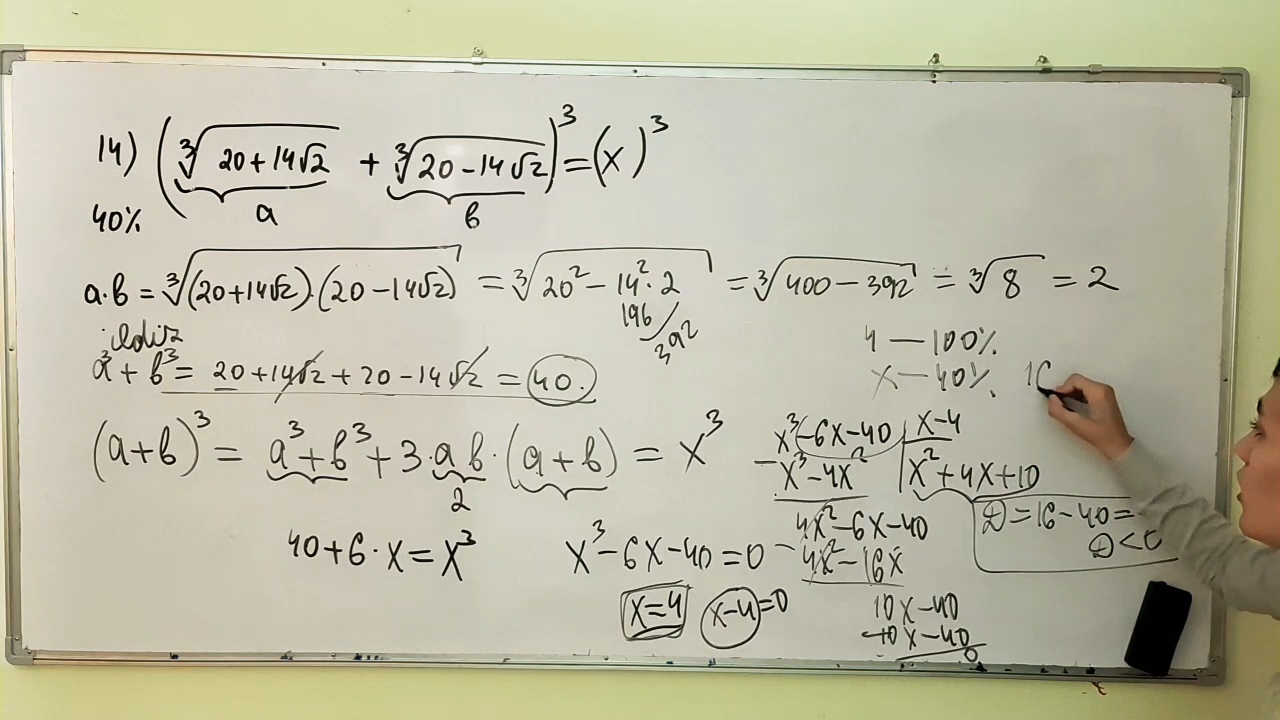 14) (∛(20+14√2) + ∛(20-14√2))³ = (x)³
a b
40%
a·b = ∛((20+14√2)·(20-14√2)) = ∛(20²-14²·2) = ∛(400-392) = ∛8 = 2
196
392
ildiz
a³+b³ = 20+14√2+20-14√2 = 40.
4 — 100%.
x — 40%.
(a+b)³ = a³+b³+3·ab·(a+b) = x³
2
40+6·x=x³
x³-6x-40=0
x=4 x-4=0
x³-6x-40 | x-4
-x³-4x² | x²+4x+10
4x²-6x-40
-4x²-16x
10x-40
-10x-40
0
D=16-40=-
D<0